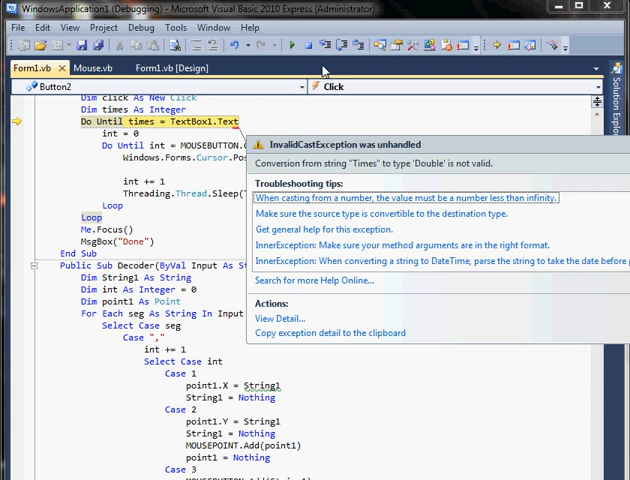 WindowsApplication1 (Debugging) - Microsoft Visual Basic 2010 Express (Administrator)
File Edit View Project Debug Data Tools Window Help
Form1.vb Mouse.vb Form1.vb [Design]
Button2 Click
Dim click As New Click
Dim times As Integer
Do Until times = TextBox1.Text
int = 0
Do Until int = MOUSEBUTTON.
Windows.Forms.Cursor.Pos
int += 1
Threading.Thread.Sleep(
Loop
Loop
Me.Focus()
MsgBox("Done")
End Sub
Public Sub Decoder(ByVal Input As St
Dim String1 As String
Dim int As Integer = 0
Dim point1 As Point
For Each seg As String In Input
Select Case seg
Case ","
int += 1
Select Case int
Case 1
point1.X = String1
String1 = Nothing
Case 2
point1.Y = String1
String1 = Nothing
MOUSEPOINT.Add(point1)
point1 = Nothing
Case 3
InvalidCastException was unhandled
Conversion from string "Times" to type 'Double' is not valid.
Troubleshooting tips:
When casting from a number, the value must be a number less than infinity.
Make sure the source type is convertible to the destination type.
Get general help for this exception.
InnerException: Make sure your method arguments are in the right format.
InnerException: When converting a string to DateTime, parse the string to take the date before
Search for more Help Online...
Actions:
View Detail...
Copy exception detail to the clipboard
Solution Explor